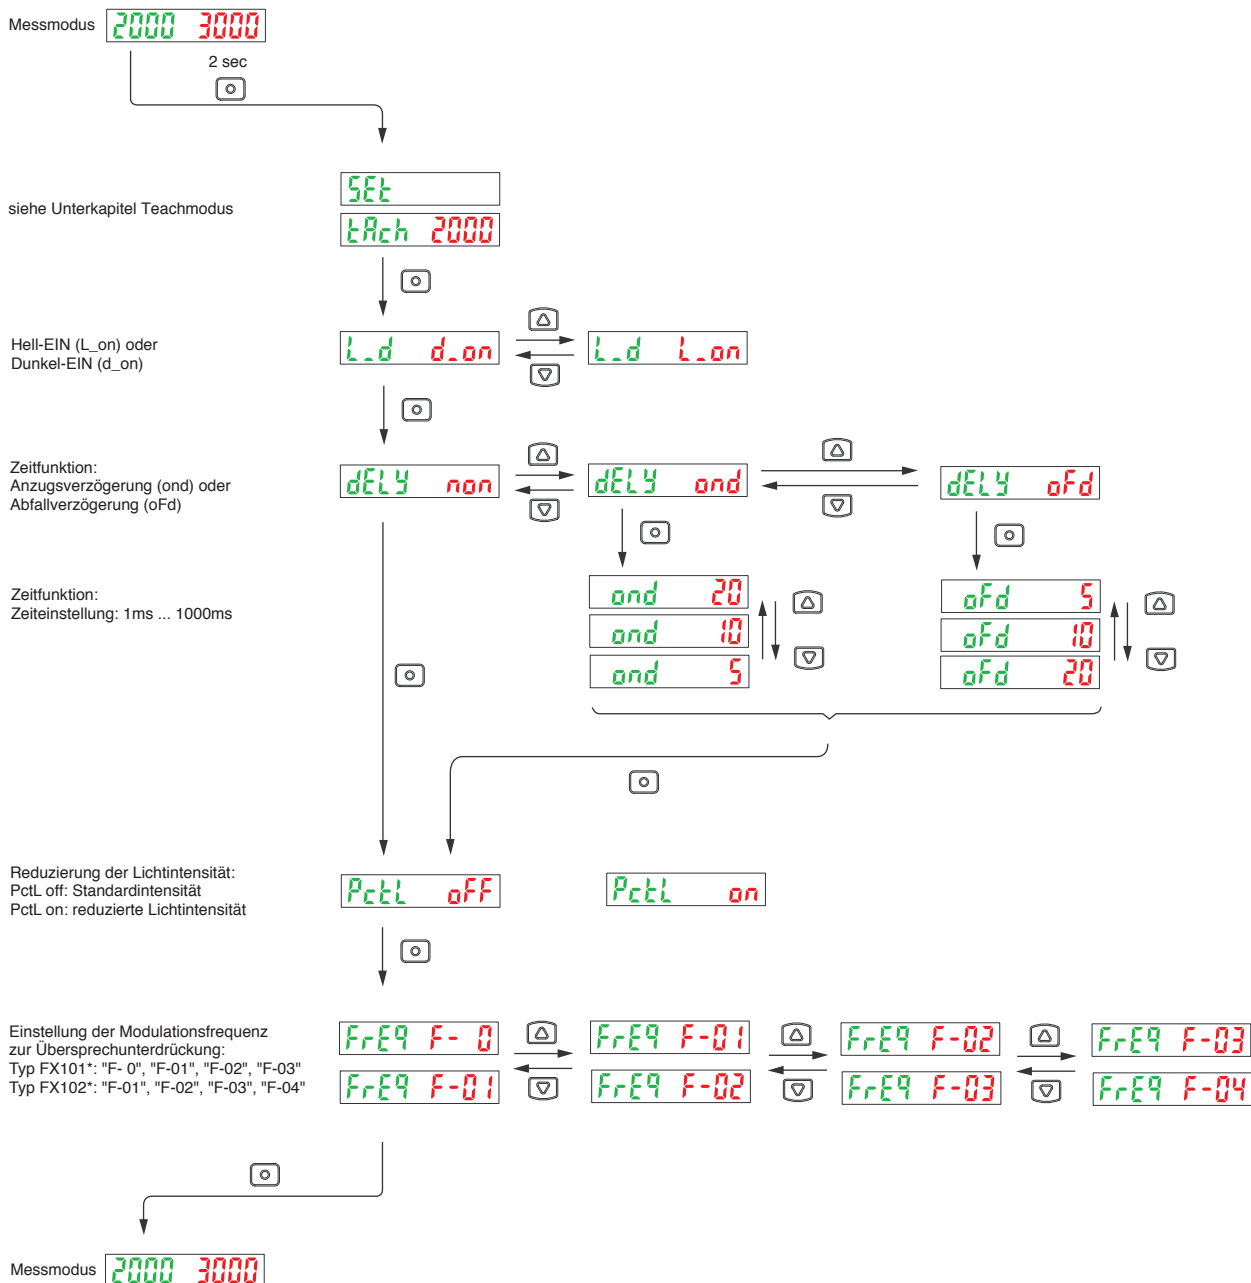 Messmodus 2000 3000
2 sec
SEt
siehe Unterkapitel Teachmodus
tAch 2000
Hell-EIN (L_on) oder
Dunkel-EIN (d_on)
L_d d_on
L_d L_on
Zeitfunktion:
Anzugsverzögerung (ond) oder
Abfallverzögerung (oFd)
dELY non
dELY ond
dELY oFd
Zeitfunktion:
Zeiteinstellung: 1ms ... 1000ms
ond 20
ond 10
ond 5
oFd 5
oFd 10
oFd 20
Reduzierung der Lichtintensität:
PctL off: Standardintensität
PctL on: reduzierte Lichtintensität
PctL oFF
PctL on
Einstellung der Modulationsfrequenz
zur Übersprechunterdrückung:
Typ FX101*: "F- 0", "F-01", "F-02", "F-03"
Typ FX102*: "F-01", "F-02", "F-03", "F-04"
FrEq F- 0
FrEq F-01
FrEq F-01
FrEq F-02
FrEq F-02
FrEq F-03
FrEq F-03
FrEq F-04
Messmodus 2000 3000